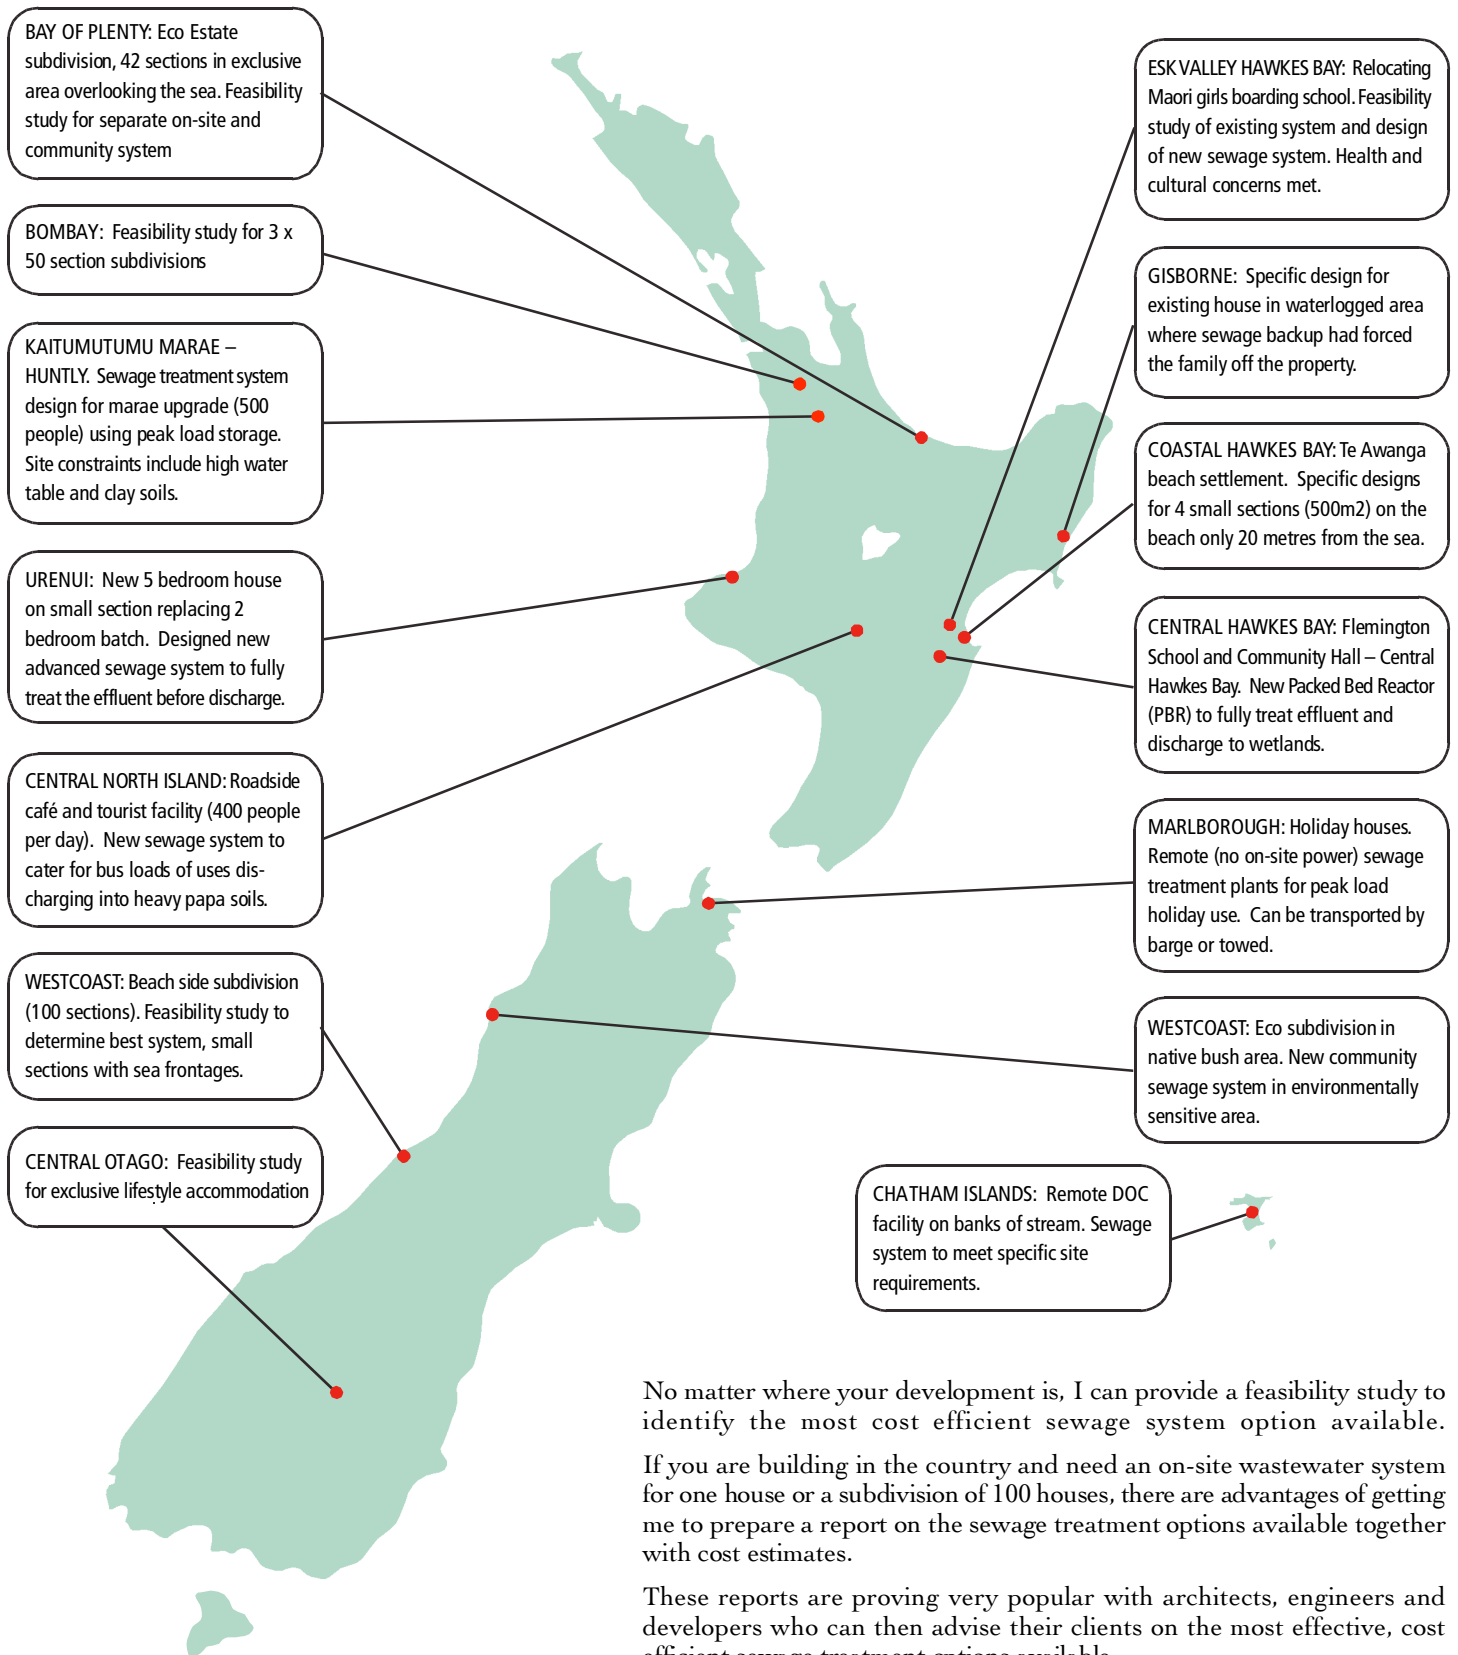 BAY OF PLENTY: Eco Estate
subdivision, 42 sections in exclusive
area overlooking the sea. Feasibility
study for separate on-site and
community system
BOMBAY: Feasibility study for 3 x
50 section subdivisions
KAITUMUTUMU MARAE –
HUNTLY. Sewage treatment system
design for marae upgrade (500
people) using peak load storage.
Site constraints include high water
table and clay soils.
URENUI: New 5 bedroom house
on small section replacing 2
bedroom batch. Designed new
advanced sewage system to fully
treat the effluent before discharge.
CENTRAL NORTH ISLAND: Roadside
café and tourist facility (400 people
per day). New sewage system to
cater for bus loads of uses dis-
charging into heavy papa soils.
WESTCOAST: Beach side subdivision
(100 sections). Feasibility study to
determine best system, small
sections with sea frontages.
CENTRAL OTAGO: Feasibility study
for exclusive lifestyle accommodation
ESK VALLEY HAWKES BAY: Relocating
Maori girls boarding school. Feasibility
study of existing system and design
of new sewage system. Health and
cultural concerns met.
GISBORNE: Specific design for
existing house in waterlogged area
where sewage backup had forced
the family off the property.
COASTAL HAWKES BAY: Te Awanga
beach settlement. Specific designs
for 4 small sections (500m2) on the
beach only 20 metres from the sea.
CENTRAL HAWKES BAY: Flemington
School and Community Hall – Central
Hawkes Bay. New Packed Bed Reactor
(PBR) to fully treat effluent and
discharge to wetlands.
MARLBOROUGH: Holiday houses.
Remote (no on-site power) sewage
treatment plants for peak load
holiday use. Can be transported by
barge or towed.
WESTCOAST: Eco subdivision in
native bush area. New community
sewage system in environmentally
sensitive area.
CHATHAM ISLANDS: Remote DOC
facility on banks of stream. Sewage
system to meet specific site
requirements.
No matter where your development is, I can provide a feasibility study to
identify the most cost efficient sewage system option available.
If you are building in the country and need an on-site wastewater system
for one house or a subdivision of 100 houses, there are advantages of getting
me to prepare a report on the sewage treatment options available together
with cost estimates.
These reports are proving very popular with architects, engineers and
developers who can then advise their clients on the most effective, cost
efficient sewage treatment options available